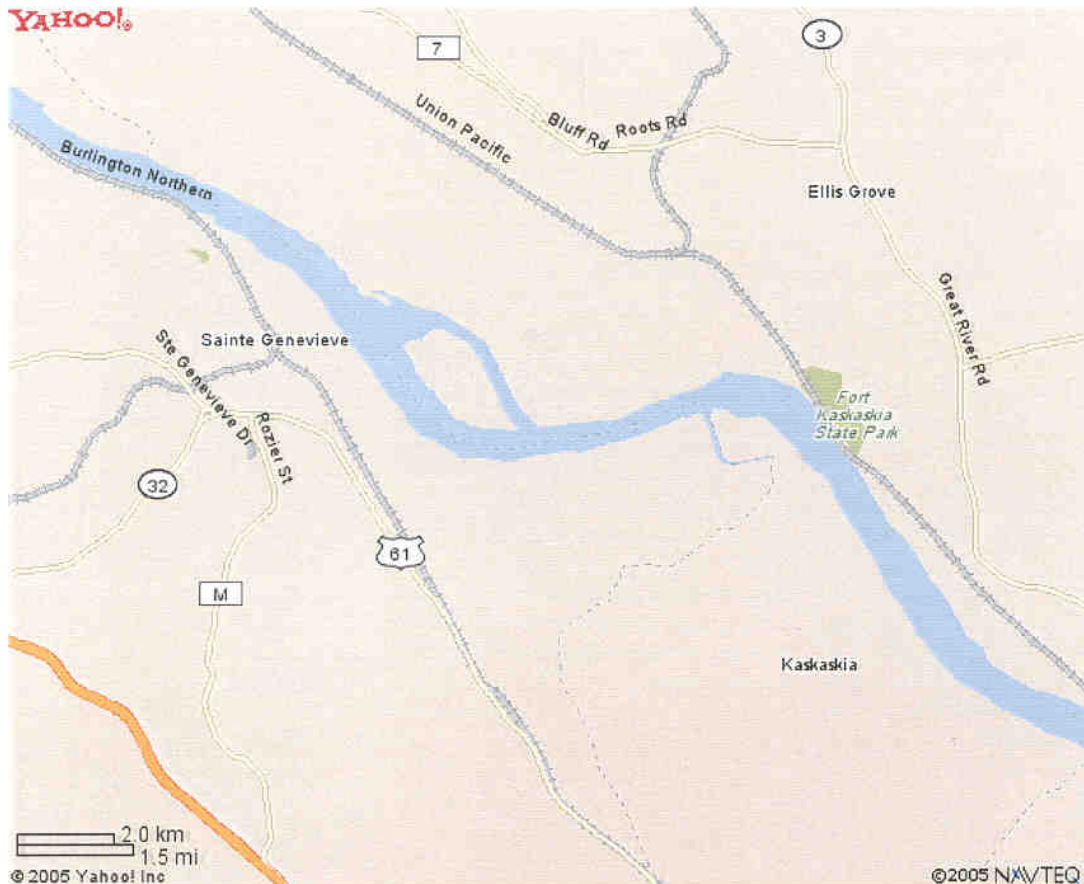 YAHOO!®
7
3
Union Pacific
Bluff Rd
Roots Rd
Burlington Northern
Ellis Grove
Great River Rd
Sainte Genevieve
Ste Genevieve Dr
Rozier St
Fort
Kaskaskia
State Park
32
61
M
Kaskaskia
2.0 km
1.5 mi
© 2005 Yahoo! Inc
©2005 NAVTEQ